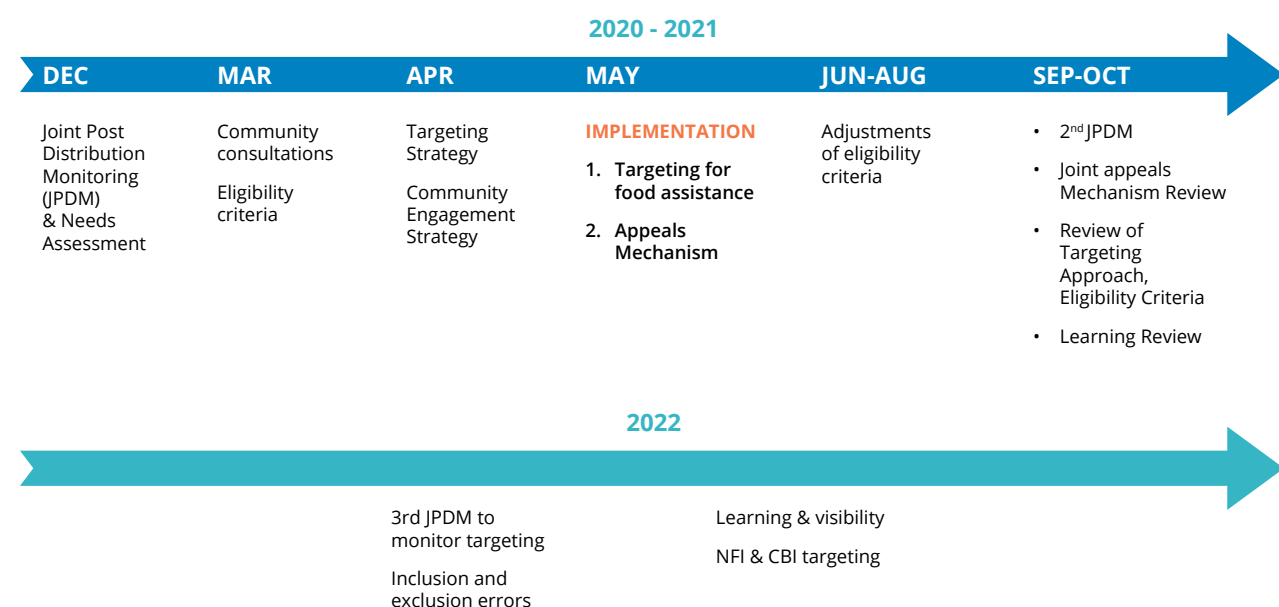 2020 - 2021
DEC
MAR
APR
MAY
JUN-AUG
SEP-OCT
Joint Post
Distribution
Monitoring
(JPDM)
& Needs
Assessment
Community
consultations
Eligibility
criteria
Targeting
Strategy
Community
Engagement
Strategy
IMPLEMENTATION
1. Targeting for
food assistance
2. Appeals
Mechanism
Adjustments
of eligibility
criteria
• 2nd JPDM
• Joint appeals
Mechanism Review
• Review of
Targeting
Approach,
Eligibility Criteria
• Learning Review
2022
3rd JPDM to
monitor targeting
Inclusion and
exclusion errors
Learning & visibility
NFI & CBI targeting